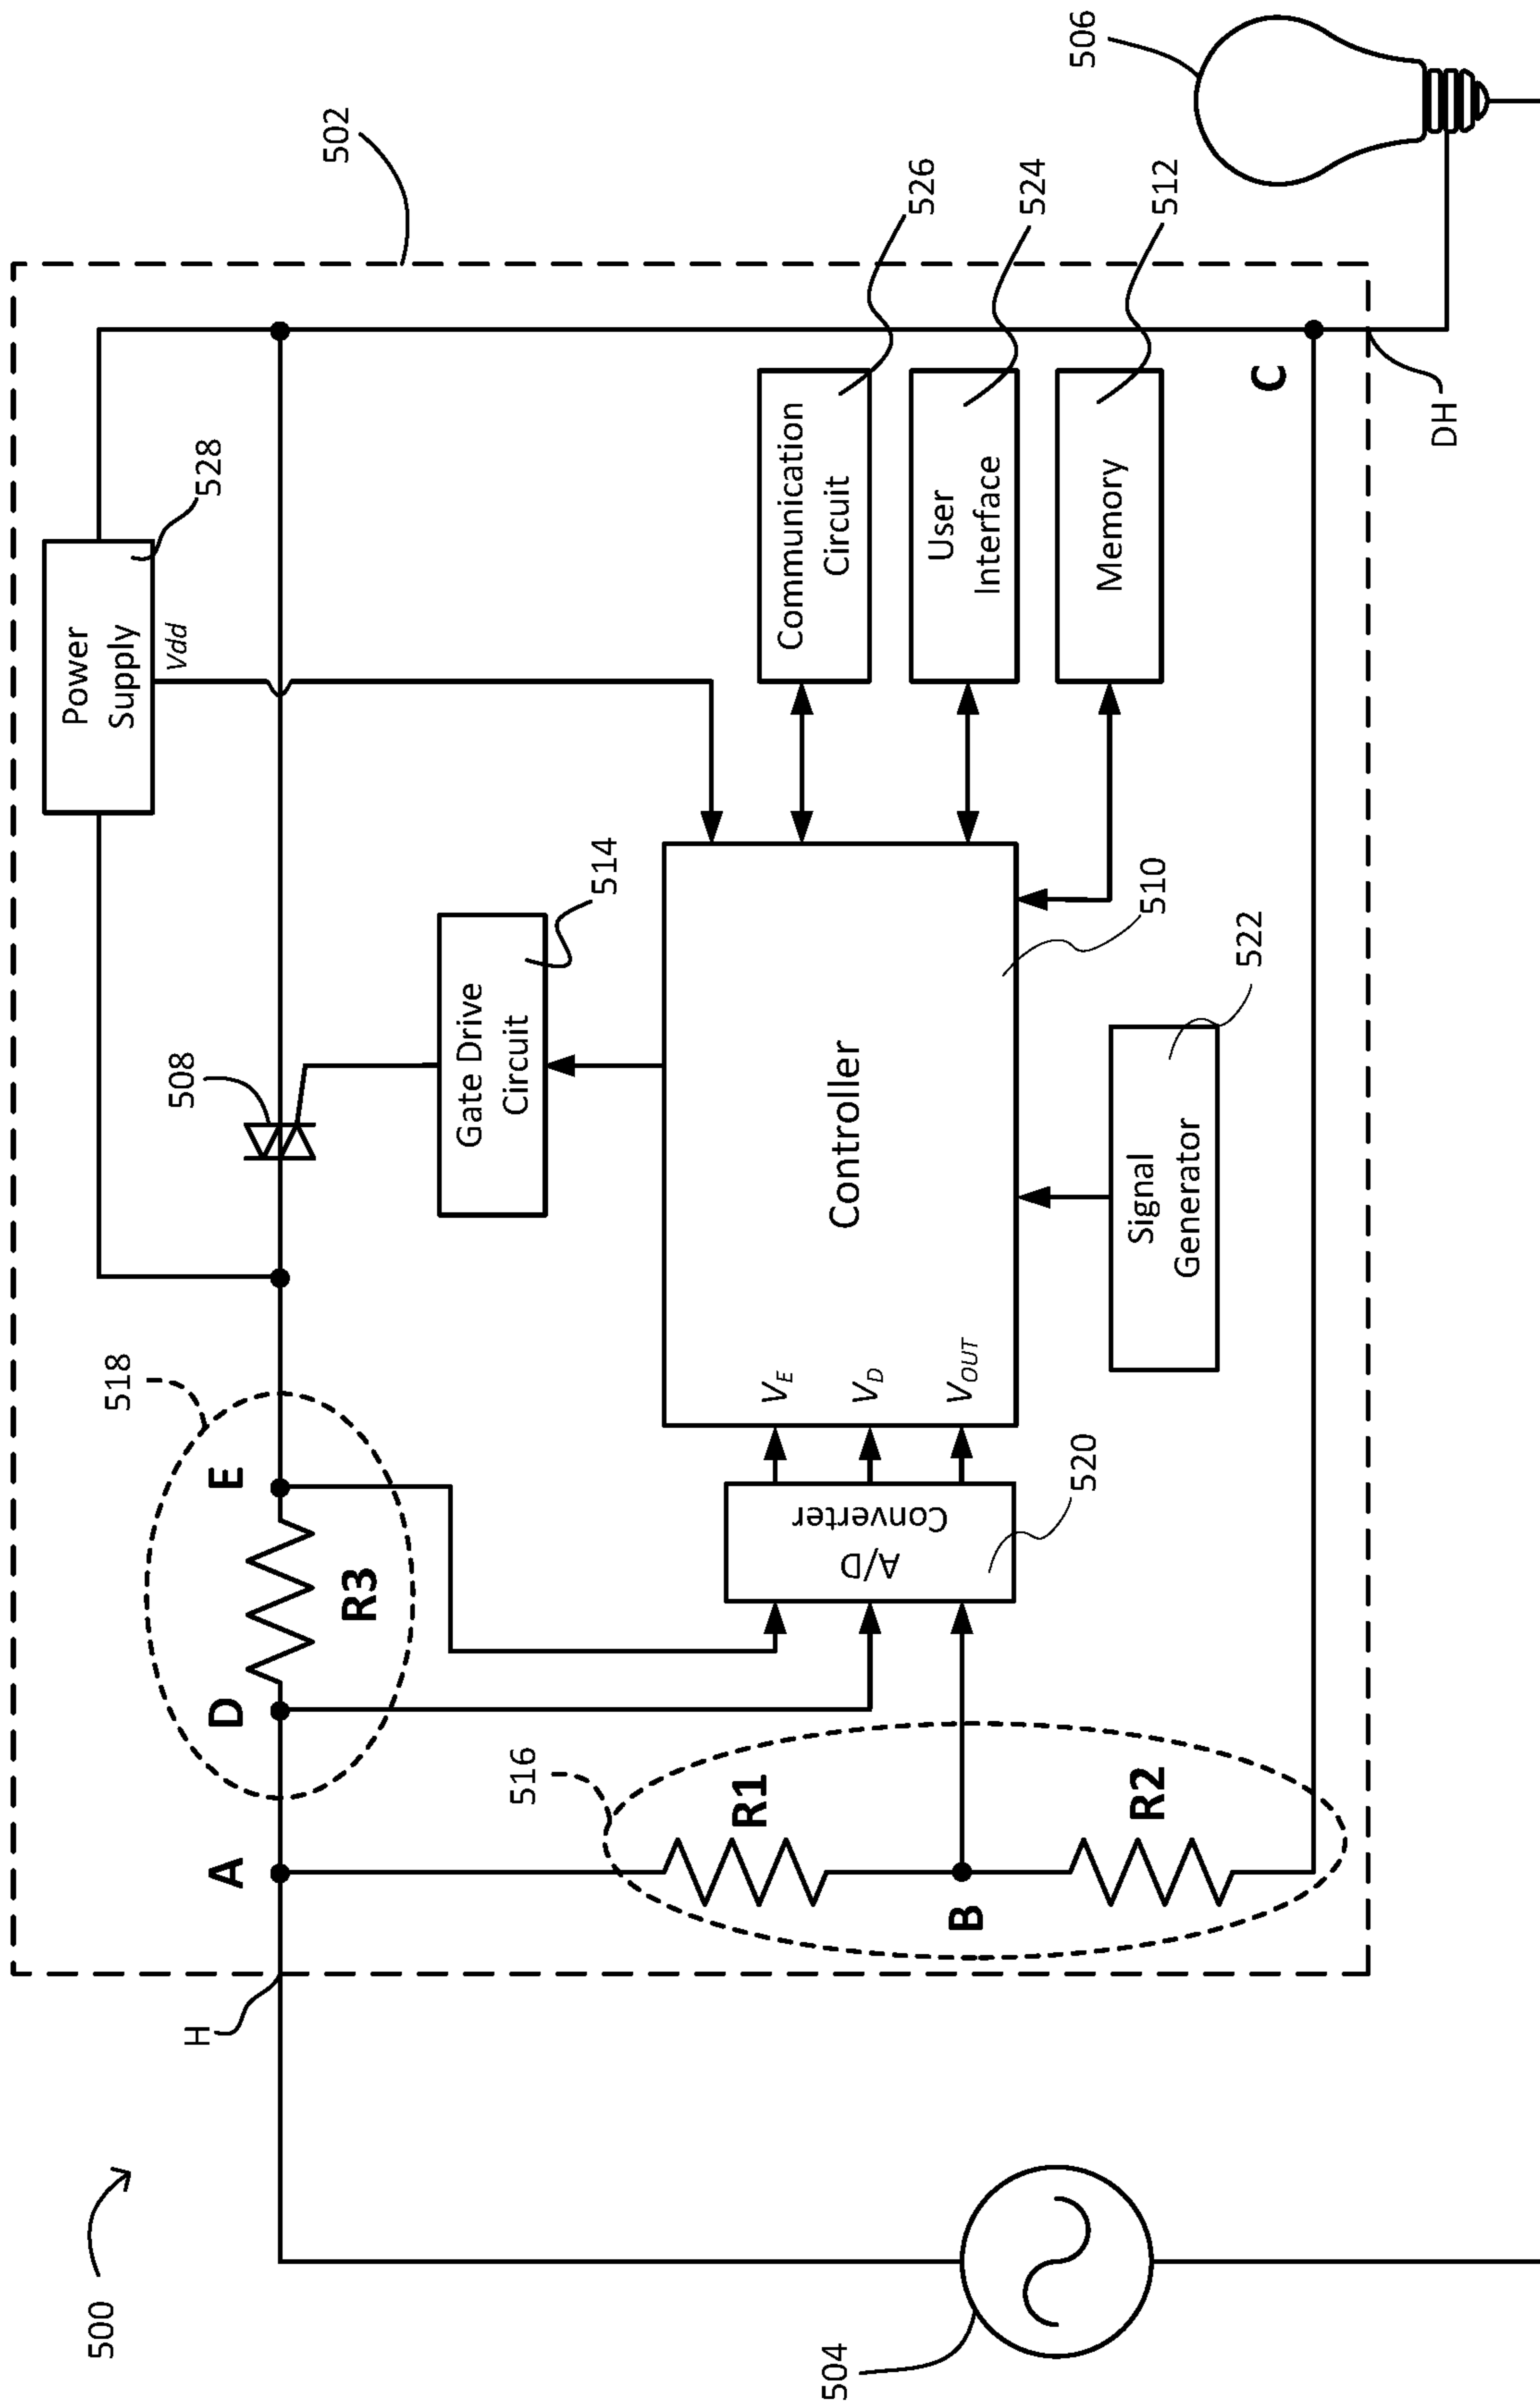 500
502
528
Power
Supply
Vdd
518
508
H
A
D
E
R3
514
Gate Drive
Circuit
506
516
R1
B
R2
A/D
Converter
520
VE
VD
VOUT
Controller
510
Communication
Circuit
526
User
Interface
524
Memory
512
Signal
Generator
522
C
DH
504